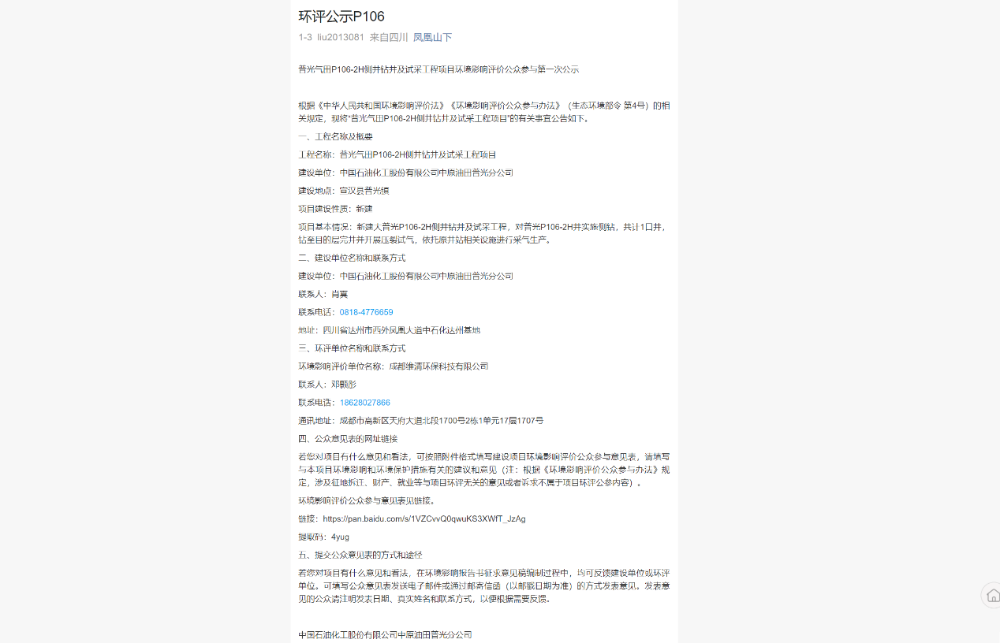 环评公示P106
1-3 liu2013081 来自四川 凤凰山下
普光气田P106-2H侧井钻井及试采工程项目环境影响评价公众参与第一次公示
根据《中华人民共和国环境影响评价法》《环境影响评价公众参与办法》（生态环境部令 第4号）的相
关规定，现将“普光气田P106-2H侧井钻井及试采工程项目”的有关事宜公告如下。
一、工程名称及概要
工程名称：普光气田P106-2H侧井钻井及试采工程项目
建设单位：中国石油化工股份有限公司中原油田普光分公司
建设地点：宣汉县普光镇
项目建设性质：新建
项目基本情况：新建大普光P106-2H侧井钻井及试采工程，对普光P106-2H井实施侧钻，共计1口井，
钻至目的层完井并开展压裂试气，依托原井站相关设施进行采气生产。
二、建设单位名称和联系方式
建设单位：中国石油化工股份有限公司中原油田普光分公司
联系人：肖真
联系电话：0818-4776659
地址：四川省达州市西外凤凰大道中石化达州基地
三、环评单位名称和联系方式
环境影响评价单位名称：成都维清环保科技有限公司
联系人：邓颢彤
联系电话：18628027866
通讯地址：成都市高新区天府大道北段1700号2栋1单元17层1707号
四、公众意见表的网址链接
若您对项目有什么意见和看法，可按照附件格式填写建设项目环境影响评价公众参与意见表，请填写
与本项目环境影响和环境保护措施有关的建议和意见（注：根据《环境影响评价公众参与办法》规
定，涉及征地拆迁、财产、就业等与项目环评无关的意见或者诉求不属于项目环评公参内容）。
环境影响评价公众参与意见表见链接。
链接：https://pan.baidu.com/s/1VZCvvQ0qwuKS3XWfT_JzAg
提取码：4yug
五、提交公众意见表的方式和途径
若您对项目有什么意见和看法，在环境影响报告书征求意见稿编制过程中，均可反馈建设单位或环评
单位。可填写公众意见表发送电子邮件或通过邮寄信函（以邮戳日期为准）的方式发表意见。发表意
见的公众请注明发表日期、真实姓名和联系方式，以便根据需要反馈。
中国石油化工股份有限公司中原油田普光分公司